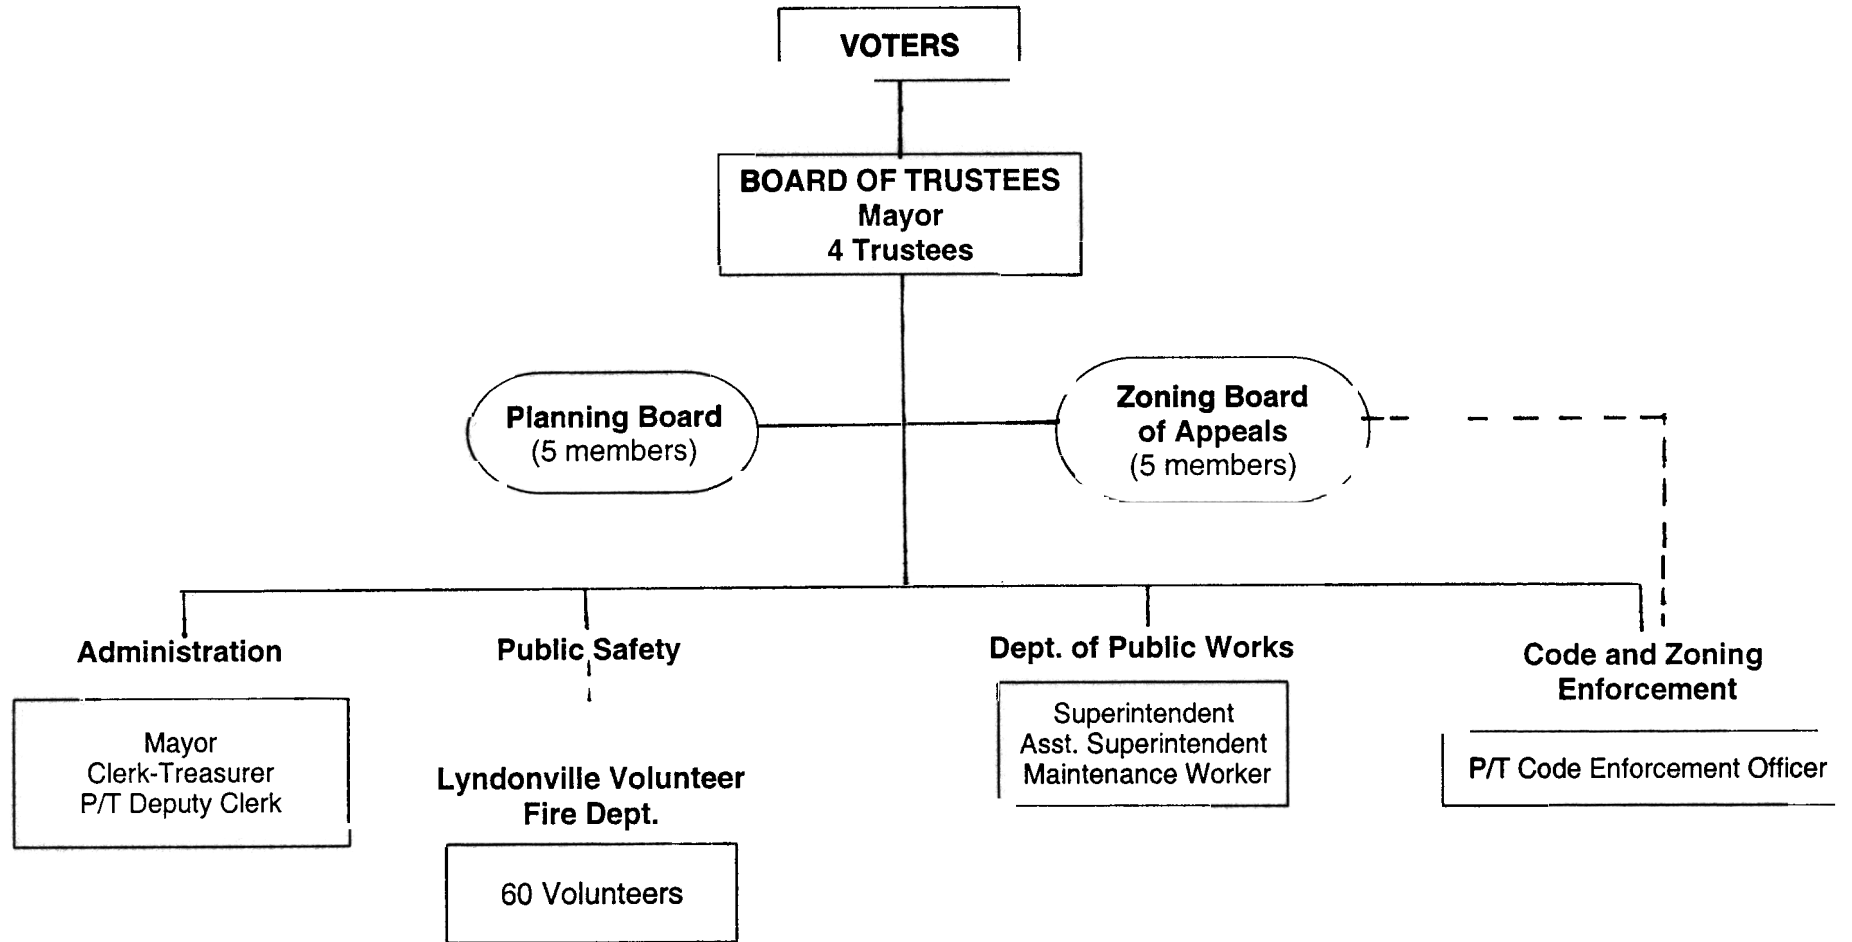 VOTERS
BOARD OF TRUSTEES
Mayor
4 Trustees
Planning Board
(5 members)
Zoning Board
of Appeals
(5 members)
Administration
Mayor
Clerk-Treasurer
P/T Deputy Clerk
Public Safety
Lyndonville Volunteer
Fire Dept.
60 Volunteers
Dept. of Public Works
Superintendent
Asst. Superintendent
Maintenance Worker
Code and Zoning
Enforcement
P/T Code Enforcement Officer